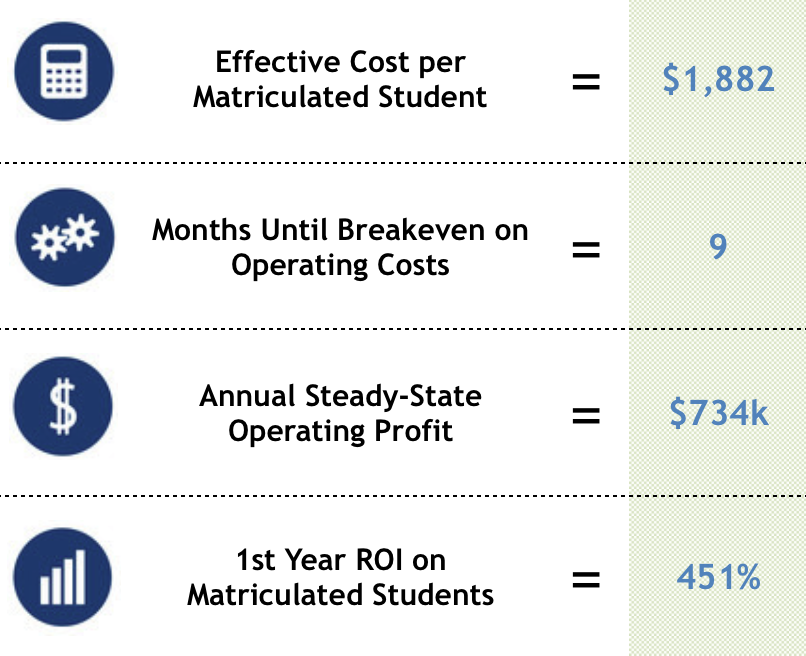 Effective Cost per
Matriculated Student
=
$1,882
Months Until Breakeven on
Operating Costs
=
9
Annual Steady-State
Operating Profit
=
$734k
1st Year ROI on
Matriculated Students
=
451%